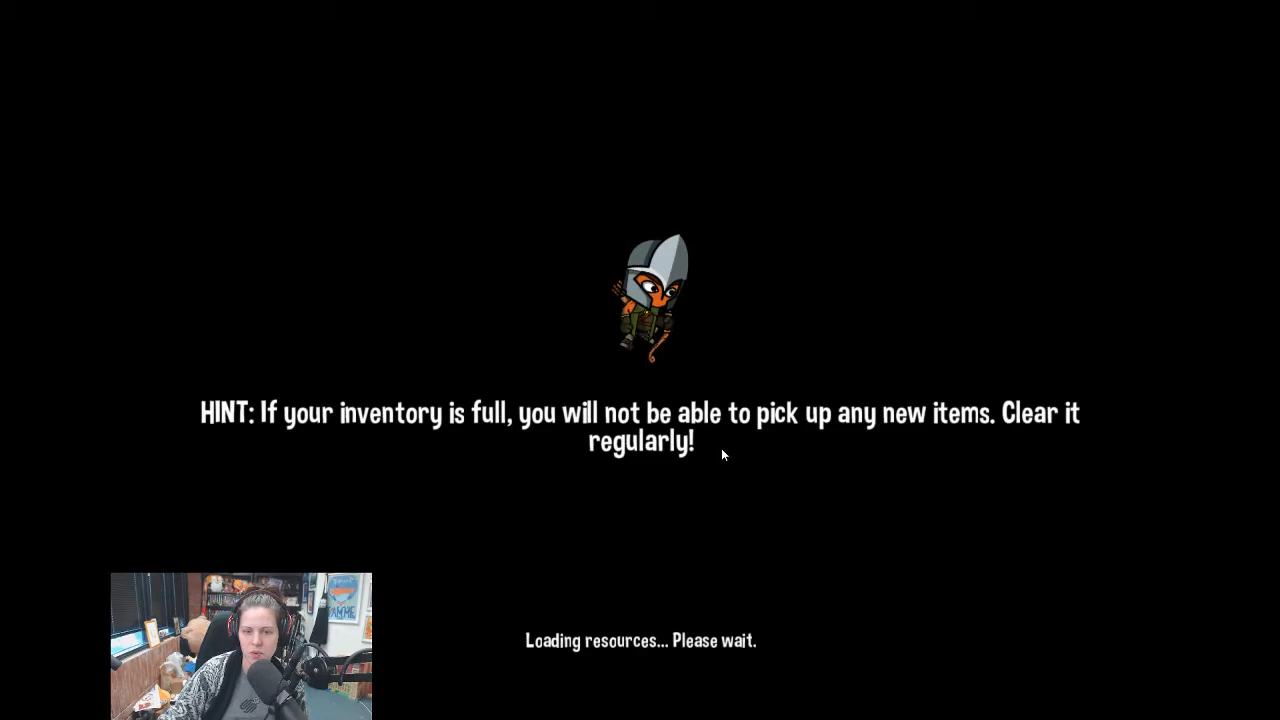 HINT: If your inventory is full, you will not be able to pick up any new items. Clear it
regularly!
Loading resources... Please wait.